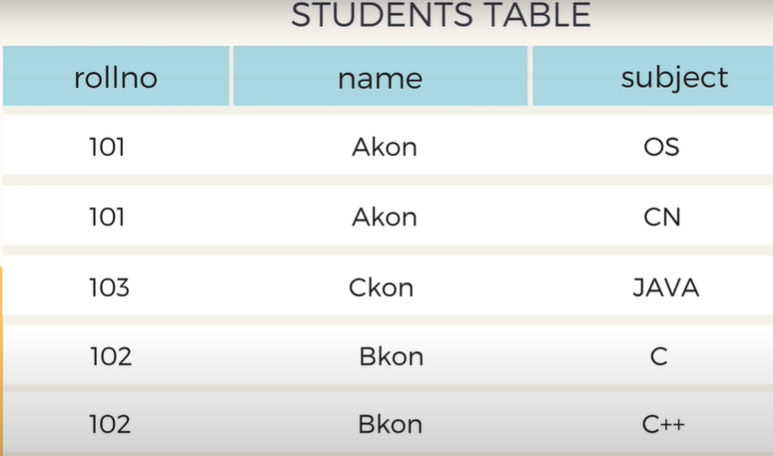 STUDENTS TABLE
rollno name subject
101 Akon OS
101 Akon CN
103 Ckon JAVA
102 Bkon C
102 Bkon C++